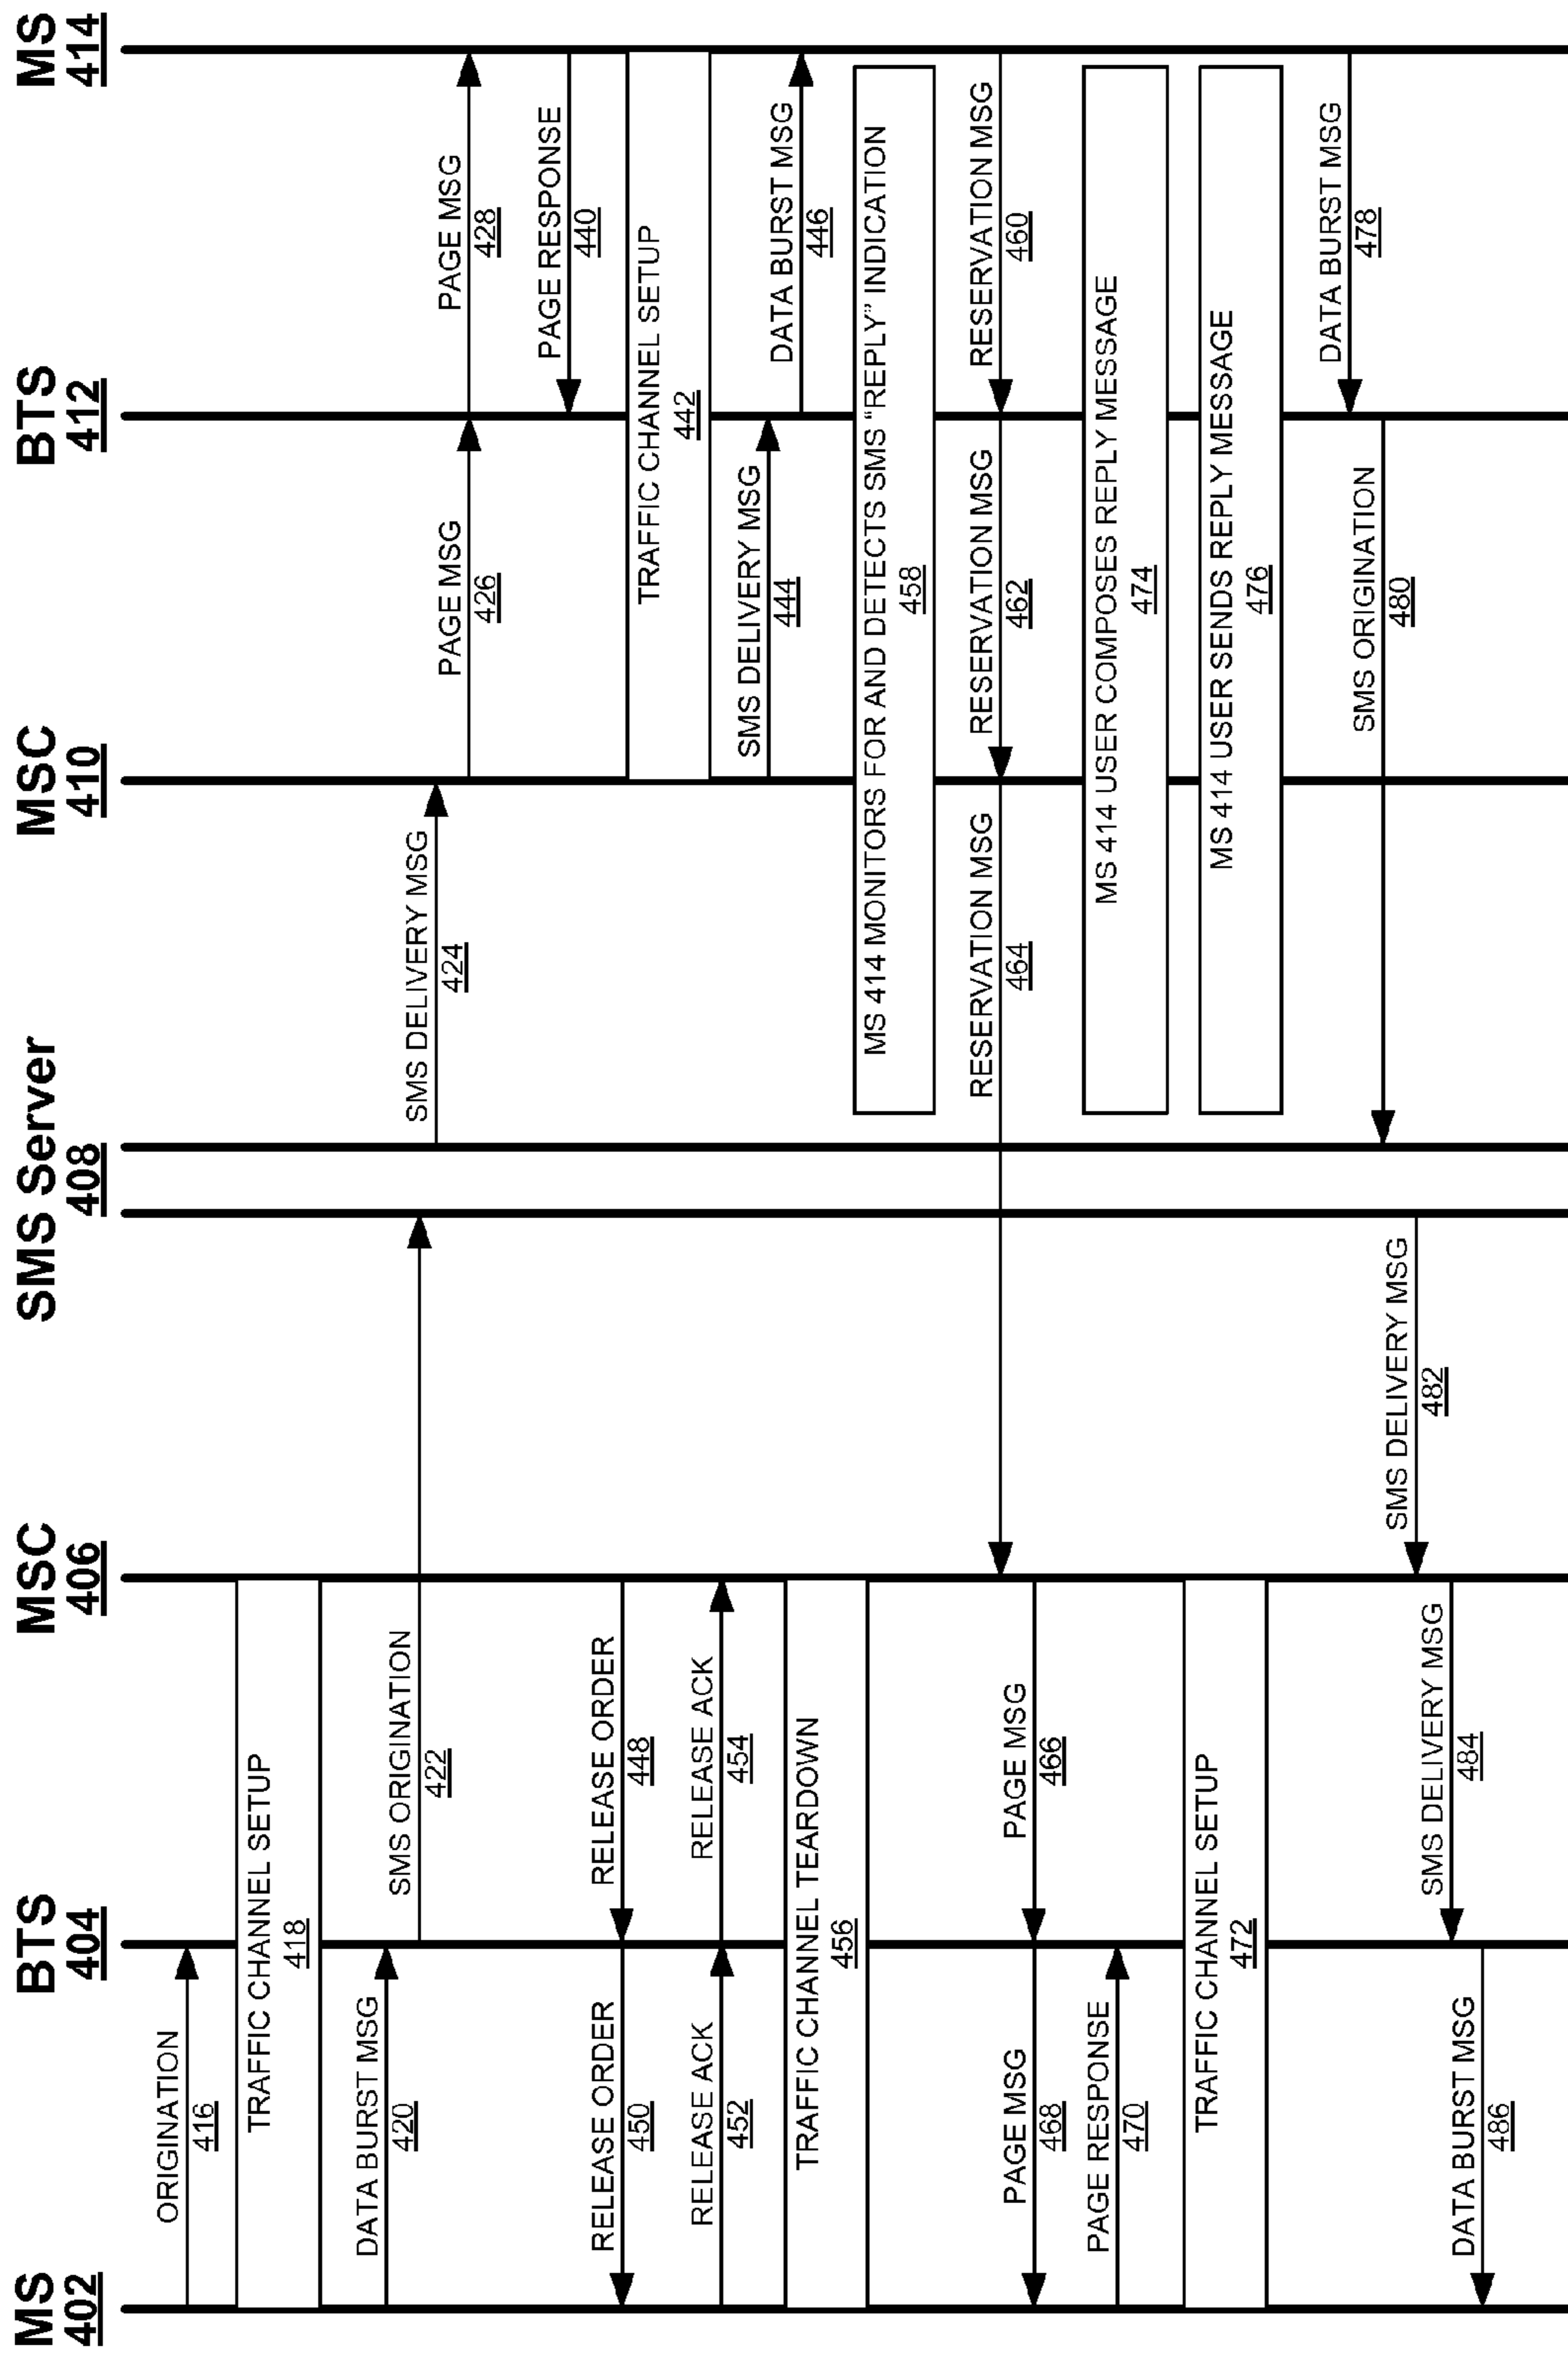 MS
402
BTS
404
MSC
406
SMS Server
408
MSC
410
BTS
412
MS
414
ORIGINATION
416
TRAFFIC CHANNEL SETUP
418
DATA BURST MSG
420
SMS ORIGINATION
422
SMS DELIVERY MSG
424
PAGE MSG
426
PAGE MSG
428
PAGE RESPONSE
440
TRAFFIC CHANNEL SETUP
442
SMS DELIVERY MSG
444
DATA BURST MSG
446
RELEASE ORDER
448
RELEASE ORDER
450
RELEASE ACK
452
RELEASE ACK
454
TRAFFIC CHANNEL TEARDOWN
456
MS 414 MONITORS FOR AND DETECTS SMS “REPLY” INDICATION
458
RESERVATION MSG
460
RESERVATION MSG
462
RESERVATION MSG
464
PAGE MSG
466
PAGE MSG
468
PAGE RESPONSE
470
TRAFFIC CHANNEL SETUP
472
MS 414 USER COMPOSES REPLY MESSAGE
474
MS 414 USER SENDS REPLY MESSAGE
476
DATA BURST MSG
478
SMS ORIGINATION
480
SMS DELIVERY MSG
482
SMS DELIVERY MSG
484
DATA BURST MSG
486